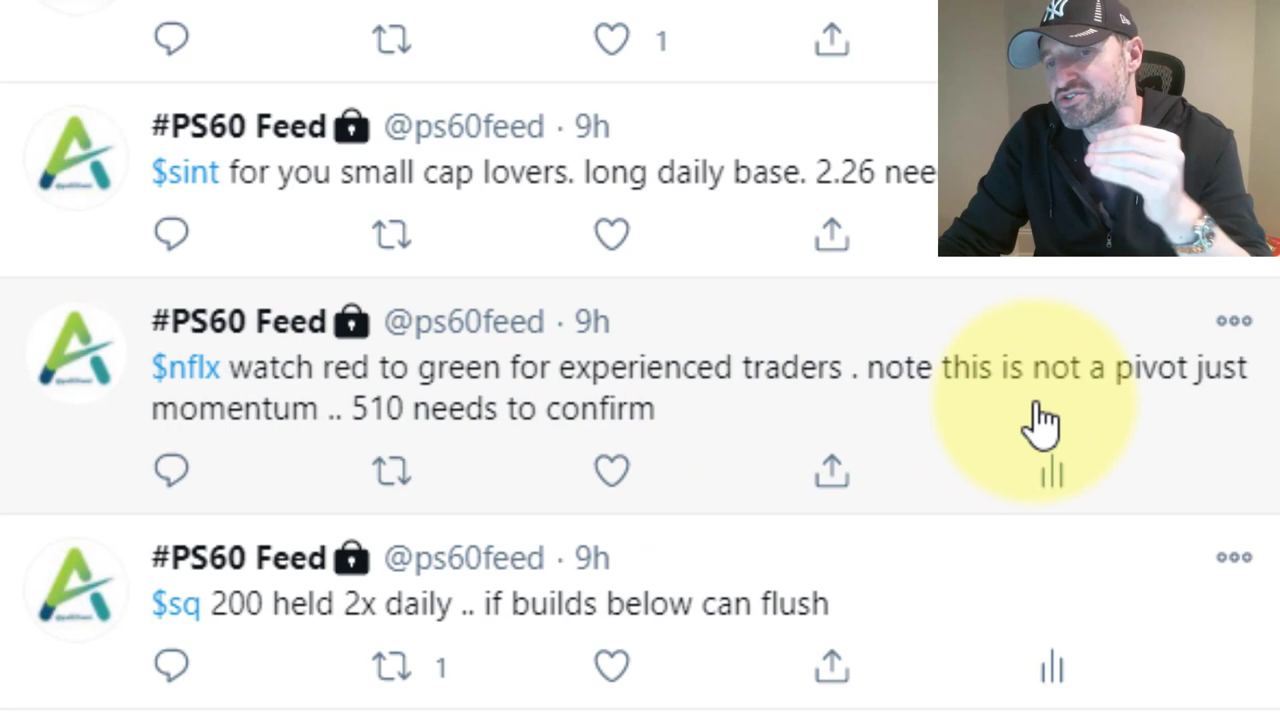 1
#PS60 Feed @ps60feed · 9h
$sint for you small cap lovers. long daily base. 2.26
#PS60 Feed @ps60feed · 9h
$nflx watch red to green for experienced traders . note this is not a pivot just
momentum .. 510 needs to confirm
#PS60 Feed @ps60feed · 9h
$sq 200 held 2x daily .. if builds below can flush
1